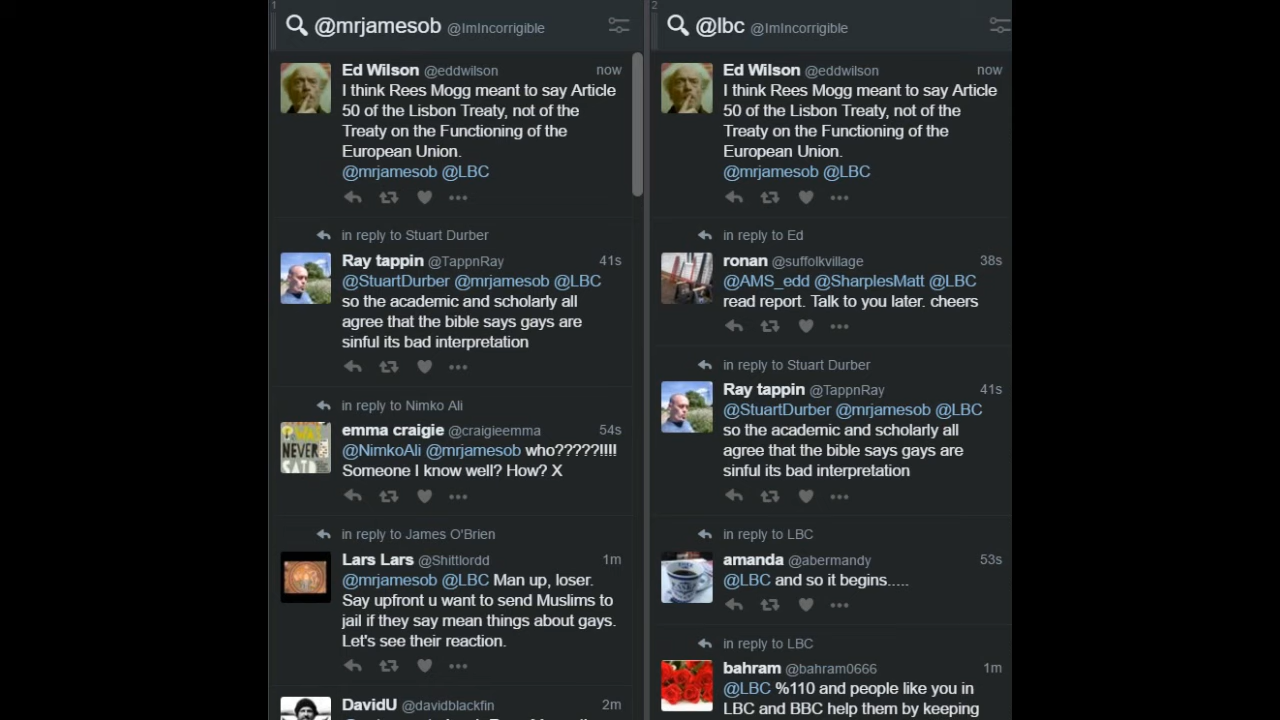 1
@mrjamesob @ImIncorrigible
Ed Wilson @eddwilson now
I think Rees Mogg meant to say Article
50 of the Lisbon Treaty, not of the
Treaty on the Functioning of the
European Union.
@mrjamesob @LBC
in reply to Stuart Durber
Ray tappin @TappnRay 41s
@StuartDurber @mrjamesob @LBC
so the academic and scholarly all
agree that the bible says gays are
sinful its bad interpretation
in reply to Nimko Ali
emma craigie @craigieemma 54s
@NimkoAli @mrjamesob who?????!!!!
Someone I know well? How? X
in reply to James O'Brien
Lars Lars @Shittlordd 1m
@mrjamesob @LBC Man up, loser.
Say upfront u want to send Muslims to
jail if they say mean things about gays.
Let's see their reaction.
DavidU @davidblackfin 2m
2
@lbc @ImIncorrigible
Ed Wilson @eddwilson now
I think Rees Mogg meant to say Article
50 of the Lisbon Treaty, not of the
Treaty on the Functioning of the
European Union.
@mrjamesob @LBC
in reply to Ed
ronan @suffolkvillage 38s
@AMS_edd @SharplesMatt @LBC
read report. Talk to you later. cheers
in reply to Stuart Durber
Ray tappin @TappnRay 41s
@StuartDurber @mrjamesob @LBC
so the academic and scholarly all
agree that the bible says gays are
sinful its bad interpretation
in reply to LBC
amanda @abermandy 53s
@LBC and so it begins.....
in reply to LBC
bahram @bahram0666 1m
@LBC %110 and people like you in
LBC and BBC help them by keeping